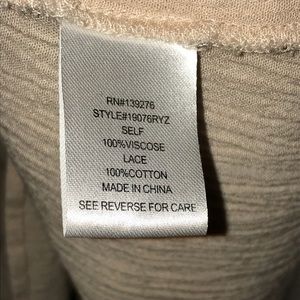 RN#139276
STYLE#19076RYZ
SELF
100%VISCOSE
LACE
100%COTTON
MADE IN CHINA
SEE REVERSE FOR CARE